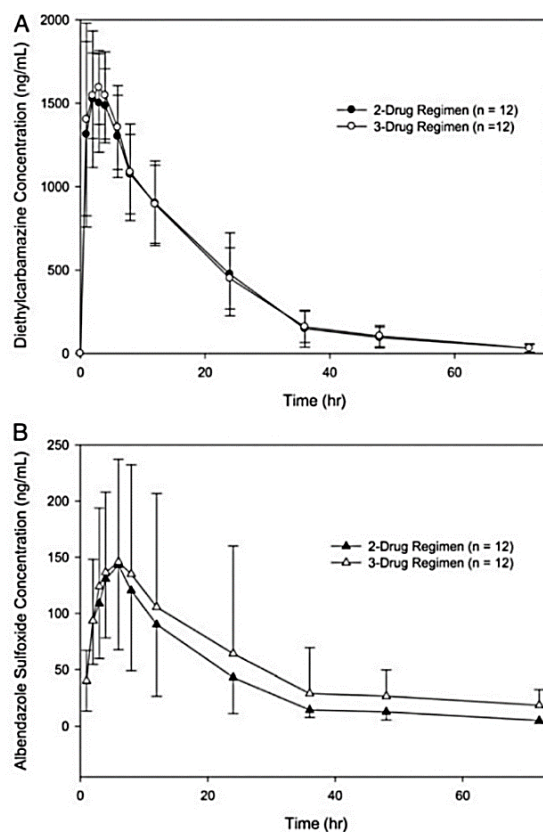 A
2000
1500
1000
500
0
Diethylcarbamazine Concentration (ng/mL)
2-Drug Regimen (n = 12)
3-Drug Regimen (n =12)
0
20
40
60
Time (hr)
B
250
200
150
100
50
0
Albendazole Sulfoxide Concentration (ng/mL)
2-Drug Regimen (n = 12)
3-Drug Regimen (n = 12)
0
20
40
60
Time (hr)